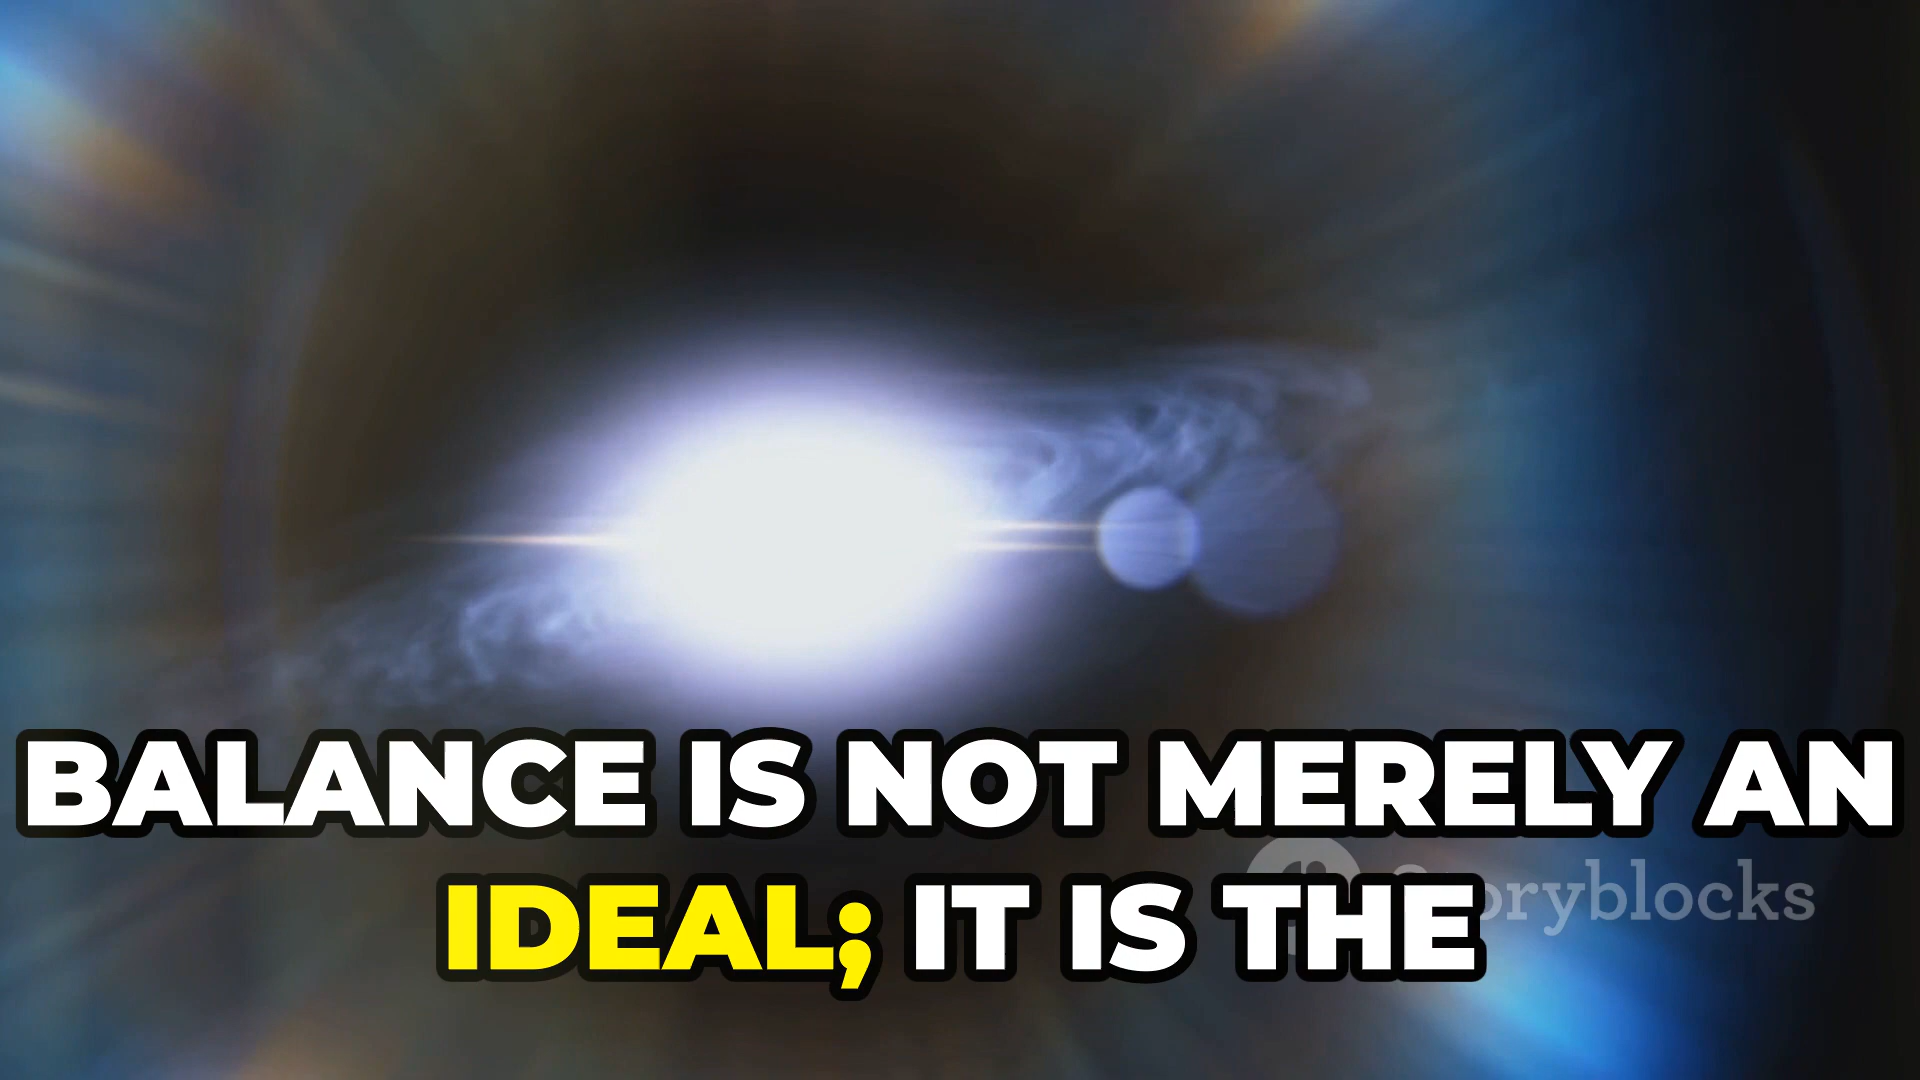 BALANCE IS NOT MERELY AN
IDEAL; IT IS THE